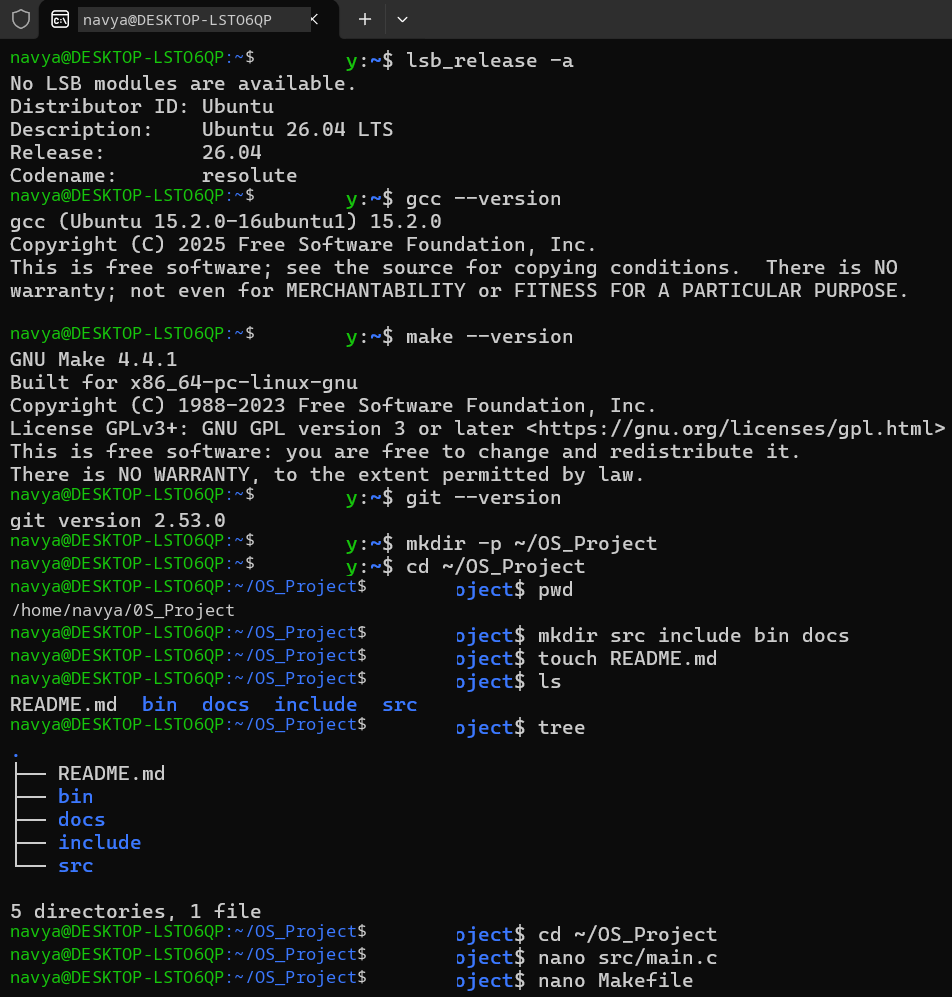 navya@DESKTOP-LSTO6QP
navya@DESKTOP-LSTO6QP:~$ y:~$ lsb_release -a
No LSB modules are available.
Distributor ID: Ubuntu
Description:    Ubuntu 26.04 LTS
Release:        26.04
Codename:       resolute
navya@DESKTOP-LSTO6QP:~$ y:~$ gcc --version
gcc (Ubuntu 15.2.0-16ubuntu1) 15.2.0
Copyright (C) 2025 Free Software Foundation, Inc.
This is free software; see the source for copying conditions.  There is NO
warranty; not even for MERCHANTABILITY or FITNESS FOR A PARTICULAR PURPOSE.
navya@DESKTOP-LSTO6QP:~$ y:~$ make --version
GNU Make 4.4.1
Built for x86_64-pc-linux-gnu
Copyright (C) 1988-2023 Free Software Foundation, Inc.
License GPLv3+: GNU GPL version 3 or later <https://gnu.org/licenses/gpl.html>
This is free software: you are free to change and redistribute it.
There is NO WARRANTY, to the extent permitted by law.
navya@DESKTOP-LSTO6QP:~$ y:~$ git --version
git version 2.53.0
navya@DESKTOP-LSTO6QP:~$ y:~$ mkdir -p ~/OS_Project
navya@DESKTOP-LSTO6QP:~$ y:~$ cd ~/OS_Project
navya@DESKTOP-LSTO6QP:~/OS_Project$ oject$ pwd
/home/navya/0S_Project
navya@DESKTOP-LSTO6QP:~/OS_Project$ oject$ mkdir src include bin docs
navya@DESKTOP-LSTO6QP:~/OS_Project$ oject$ touch README.md
navya@DESKTOP-LSTO6QP:~/OS_Project$ oject$ ls
README.md  bin  docs  include  src
navya@DESKTOP-LSTO6QP:~/OS_Project$ oject$ tree
.
├── README.md
├── bin
├── docs
├── include
└── src
5 directories, 1 file
navya@DESKTOP-LSTO6QP:~/OS_Project$ oject$ cd ~/OS_Project
navya@DESKTOP-LSTO6QP:~/OS_Project$ oject$ nano src/main.c
navya@DESKTOP-LSTO6QP:~/OS_Project$ oject$ nano Makefile